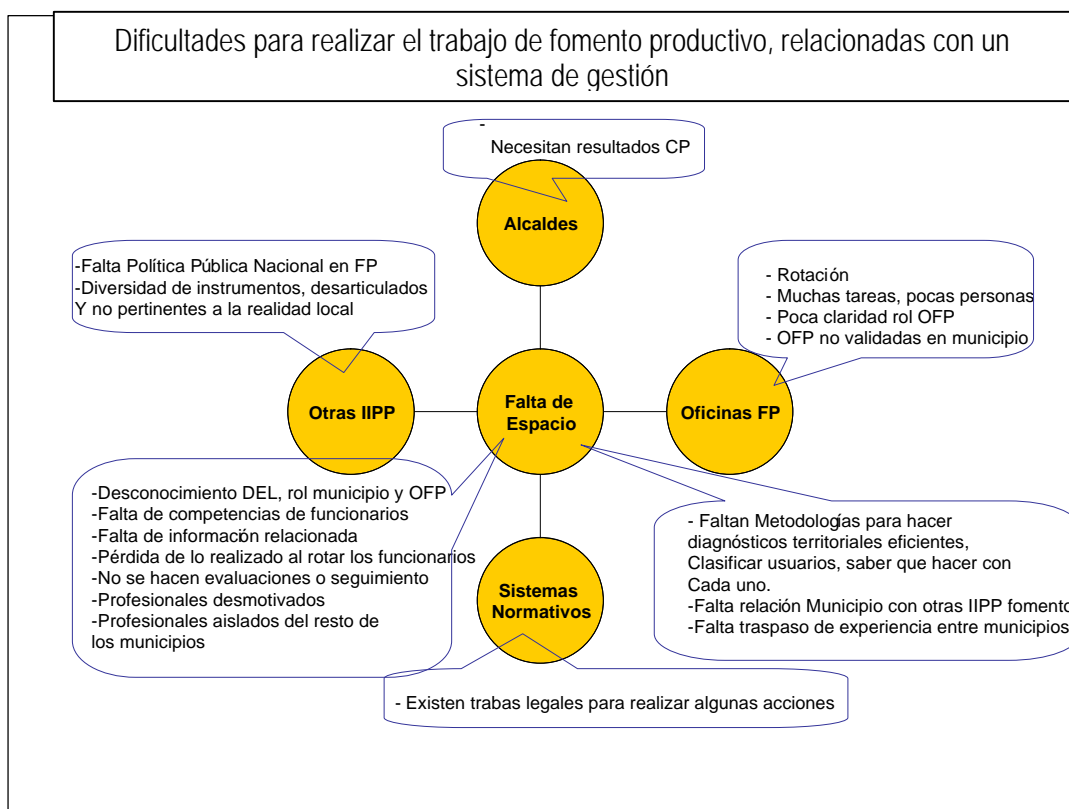 Dificultades para realizar el trabajo de fomento productivo, relacionadas con un
sistema de gestión
-
Necesitan resultados CP
Alcaldes
-Falta Política Pública Nacional en FP
-Diversidad de instrumentos, desarticulados
Y no pertinentes a la realidad local
- Rotación
- Muchas tareas, pocas personas
- Poca claridad rol OFP
- OFP no validadas en municipio
Otras IIPP
Falta de
Espacio
Oficinas FP
-Desconocimiento DEL, rol municipio y OFP
-Falta de competencias de funcionarios
-Falta de información relacionada
-Pérdida de lo realizado al rotar los funcionarios
-No se hacen evaluaciones o seguimiento
-Profesionales desmotivados
-Profesionales aislados del resto de
los municipios
- Faltan Metodologías para hacer
diagnósticos territoriales eficientes,
Clasificar usuarios, saber que hacer con
Cada uno.
-Falta relación Municipio con otras IIPP fomento
-Falta traspaso de experiencia entre municipios
Sistemas
Normativos
- Existen trabas legales para realizar algunas acciones